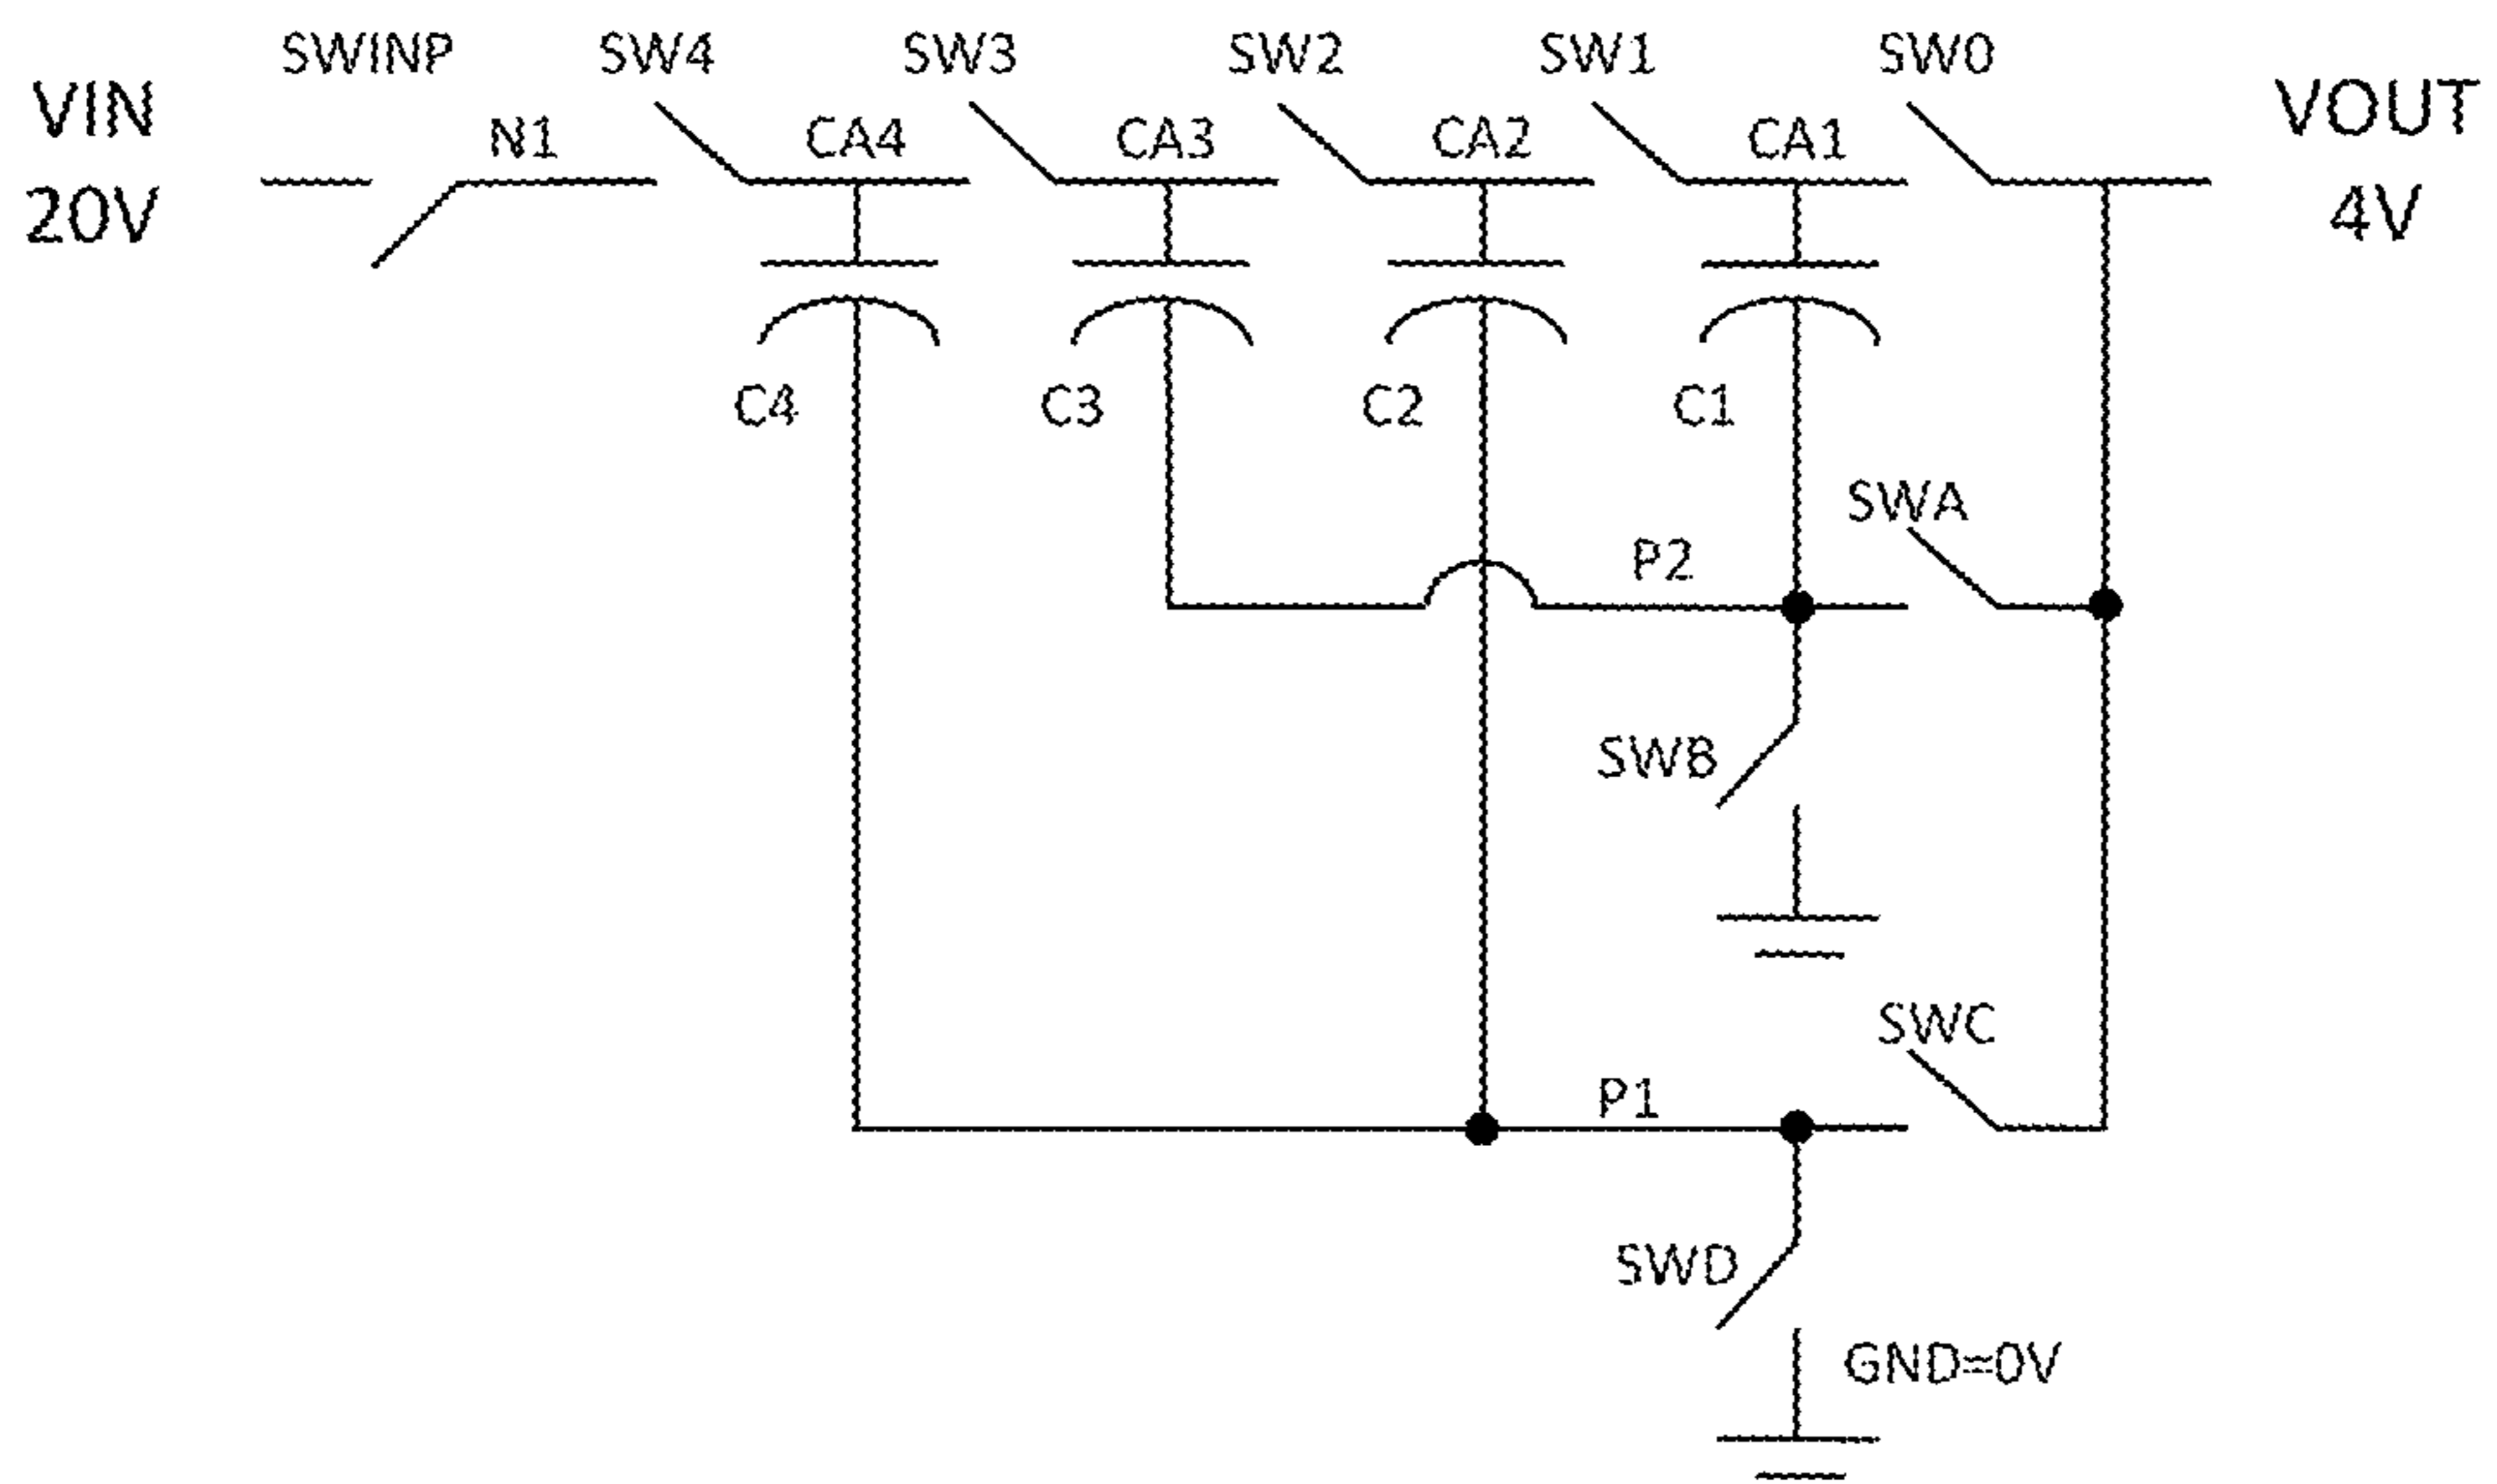 SWINP SW4 SW3 SW2 SW1 SW0
VIN N1 CA4 CA3 CA2 CA1 VOUT
20V 4V
C4 C3 C2 C1
SWA
P2
SWB
SWC
P1
SWD
GND=0V